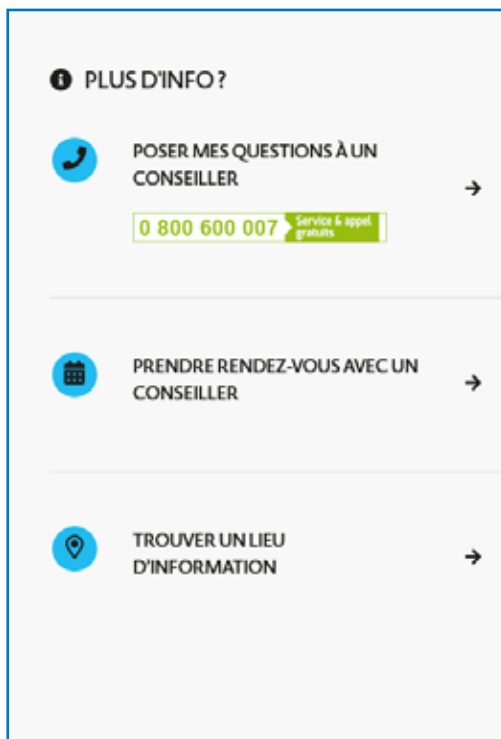 PLUS D'INFO ?
POSER MES QUESTIONS À UN
CONSEILLER
0 800 600 007 Service & appel
gratuits
PRENDRE RENDEZ-VOUS AVEC UN
CONSEILLER
TROUVER UN LIEU
D'INFORMATION